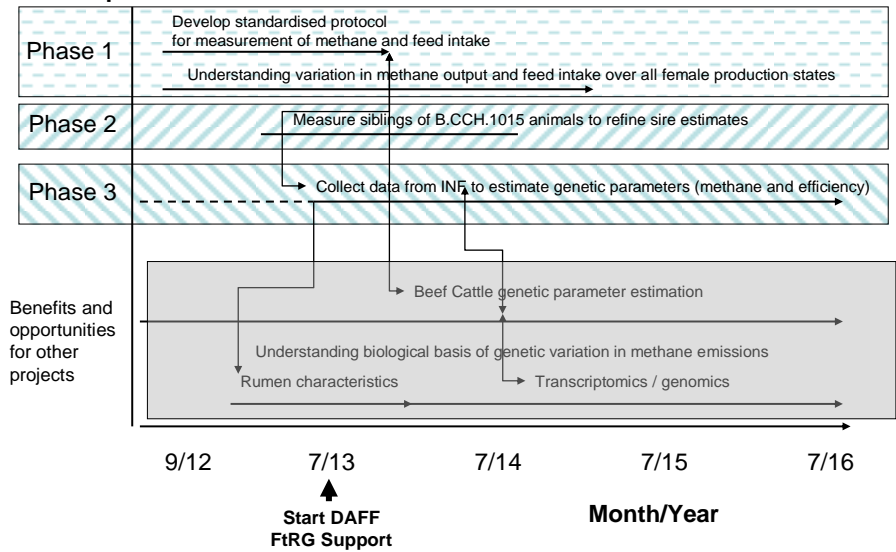 Phase 1
Develop standardised protocol
for measurement of methane and feed intake
Understanding variation in methane output and feed intake over all female production states
Phase 2
Measure siblings of B.CCH.1015 animals to refine sire estimates
Phase 3
Collect data from INF to estimate genetic parameters (methane and efficiency)
Benefits and
opportunities
for other
projects
Beef Cattle genetic parameter estimation
Understanding biological basis of genetic variation in methane emissions
Rumen characteristics
Transcriptomics / genomics
9/12
7/13
7/14
7/15
7/16
Start DAFF
FtRG Support
Month/Year